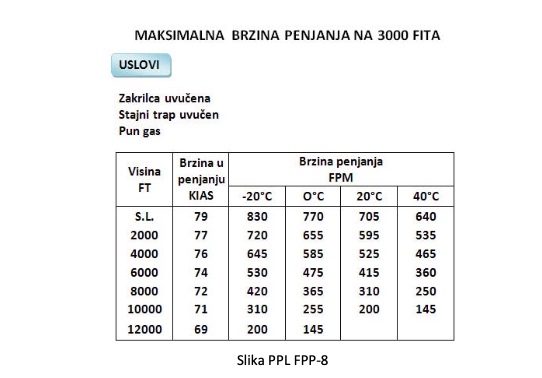 MAKSIMALNA BRZINA PENJANJA NA 3000 FITA
USLOVI
Zakrilca uvučena
Stajni trap uvučen
Pun gas
Visina FT Brzina u penjanju KIAS Brzina penjanja FPM
-20°C O°C 20°C 40°C
S.L. 79 830 770 705 640
2000 77 720 655 595 535
4000 76 645 585 525 465
6000 74 530 475 415 360
8000 72 420 365 310 250
10000 71 310 255 200 145
12000 69 200 145
Slika PPL FPP-8